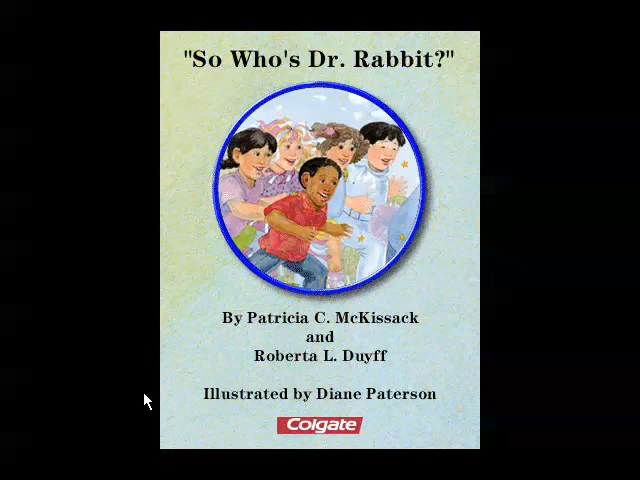 "So Who's Dr. Rabbit?"
By Patricia C. McKissack
and
Roberta L. Duyff
Illustrated by Diane Paterson
Colgate